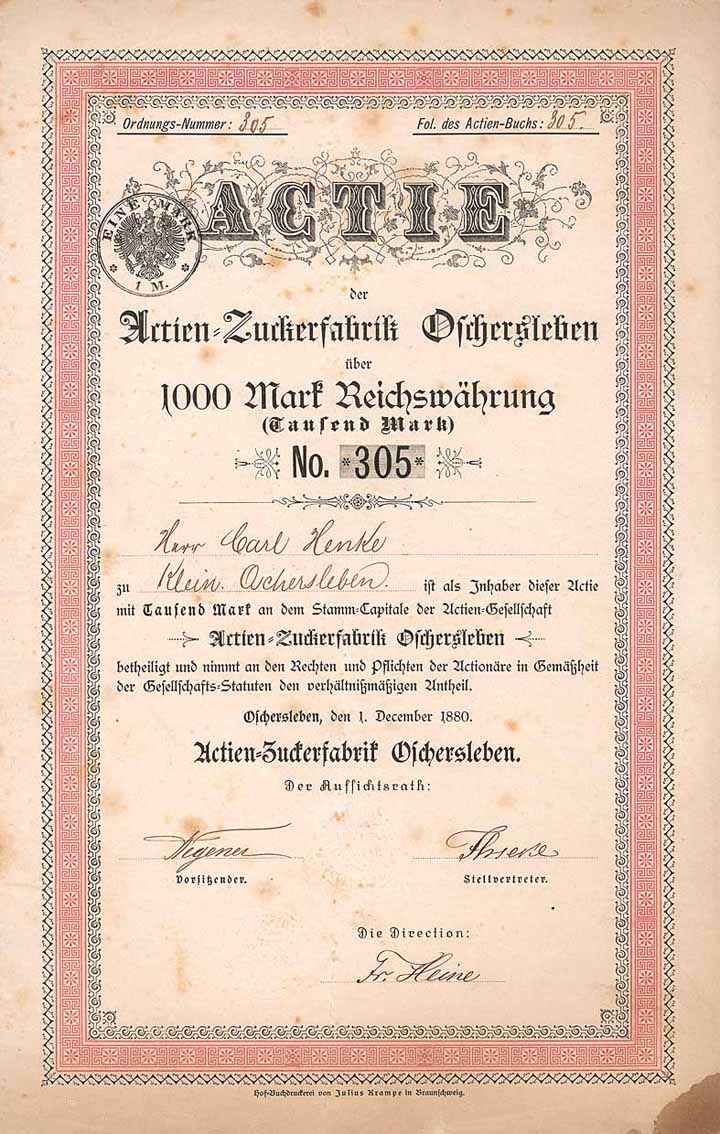 Ordnungs-Nummer: 305
Fol. des Actien-Buchs: 305.
ACTIE
EINE MARK
1 M.
der
Actien-Zuckerfabrik Oschersleben
über
1000 Mark Reichswährung
(Tausend Mark)
No. *305*
Herr Carl Henke
zu Klein. Oschersleben. ist als Inhaber dieser Actie
mit Tausend Mark an dem Stamm-Capitale der Actien-Gesellschaft
Actien-Zuckerfabrik Oschersleben
betheiligt und nimmt an den Rechten und Pflichten der Actionäre in Gemäßheit
der Gesellschafts-Statuten den verhältnißmäßigen Antheil.
Oschersleben, den 1. December 1880.
Actien-Zuckerfabrik Oschersleben.
Der Aufsichtsrath:
Vorsitzender.
Stellvertreter.
Die Direction:
Fr. Heine
Hof-Buchdruckerei von Julius Krampe in Braunschweig.